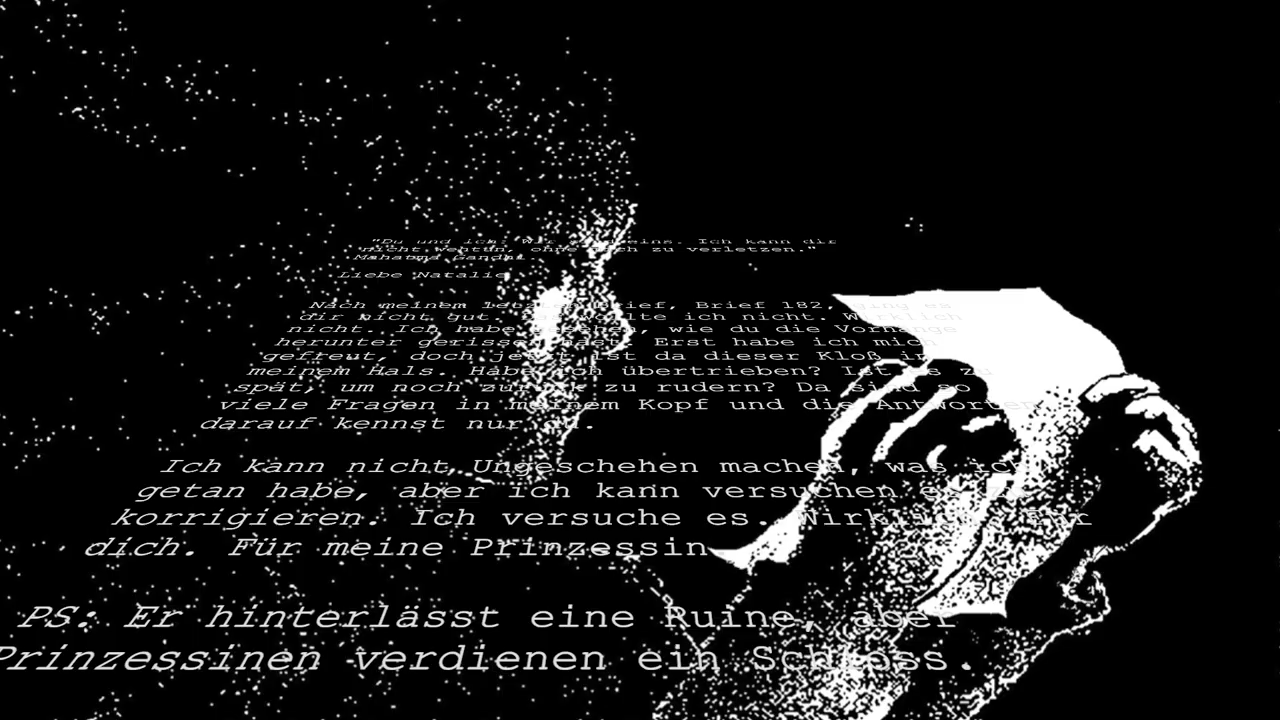 "Du und ich: Wir sind eins. Ich kann dir
nicht wehtun, ohne mich zu verletzen."
Mahatma Gandhi
Liebe Natalie
Nach meinem letzten Brief, Brief 182, ging es
dir nicht gut. Das wollte ich nicht. Wirklich
nicht. Ich habe gesehen, wie du die Vorhänge
herunter gerissen hast. Erst habe ich mich
gefreut, doch jetzt ist da dieser Kloß in
meinem Hals. Habe ich übertrieben? Ist es zu
spät, um noch zurück zu rudern? Da sind so
viele Fragen in meinem Kopf und die Antworten
darauf kennst nur du.
Ich kann nicht Ungeschehen machen, was ich
getan habe, aber ich kann versuchen es zu
korrigieren. Ich versuche es. Wirklich. Für
dich. Für meine Prinzessin
PS: Er hinterlässt eine Ruine, aber
Prinzessinen verdienen ein Schloss.